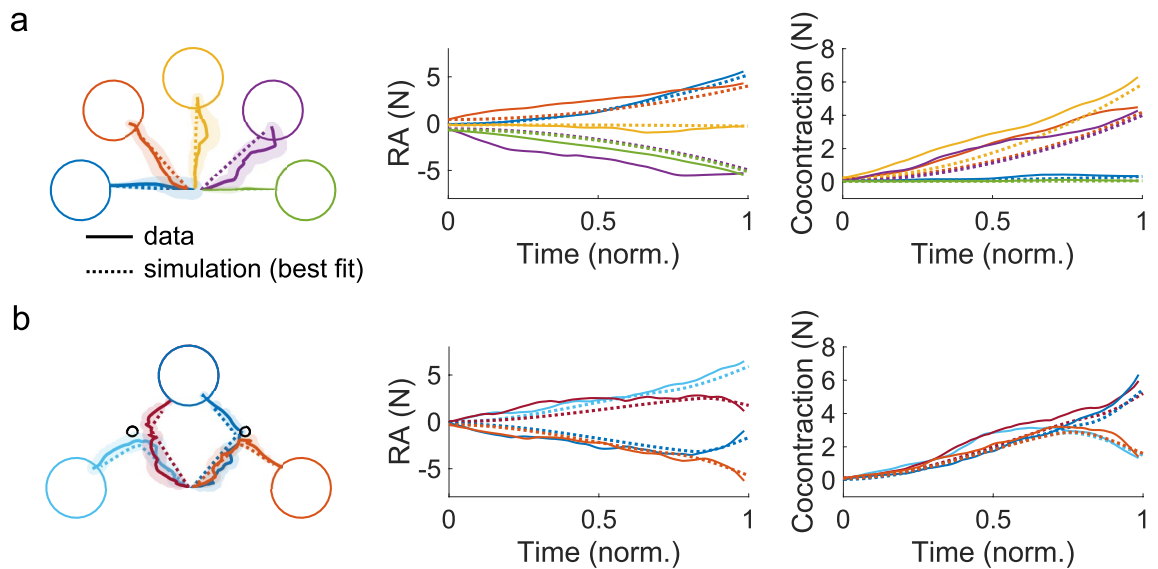 a
data
simulation (best fit)
RA (N)
5
0
-5
0
0.5
1
Time (norm.)
Cocontraction (N)
8
6
4
2
0
0
0.5
1
Time (norm.)
b
RA (N)
5
0
-5
0
0.5
1
Time (norm.)
Cocontraction (N)
8
6
4
2
0
0
0.5
1
Time (norm.)